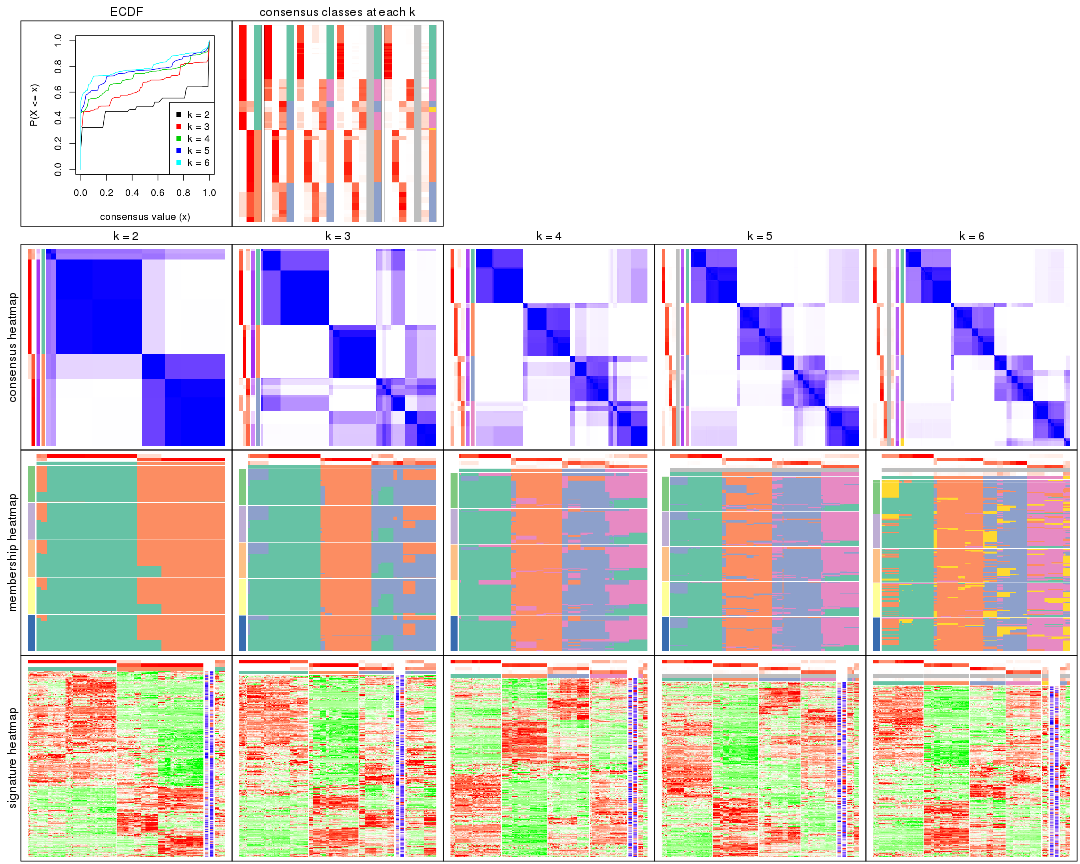 ECDF
consensus classes at each k
P(X <= x)
0.0 0.2 0.4 0.6 0.8 1.0
k = 2
k = 3
k = 4
k = 5
k = 6
0.0 0.2 0.4 0.6 0.8 1.0
consensus value (x)
k = 2
k = 3
k = 4
k = 5
k = 6
consensus heatmap
membership heatmap
signature heatmap